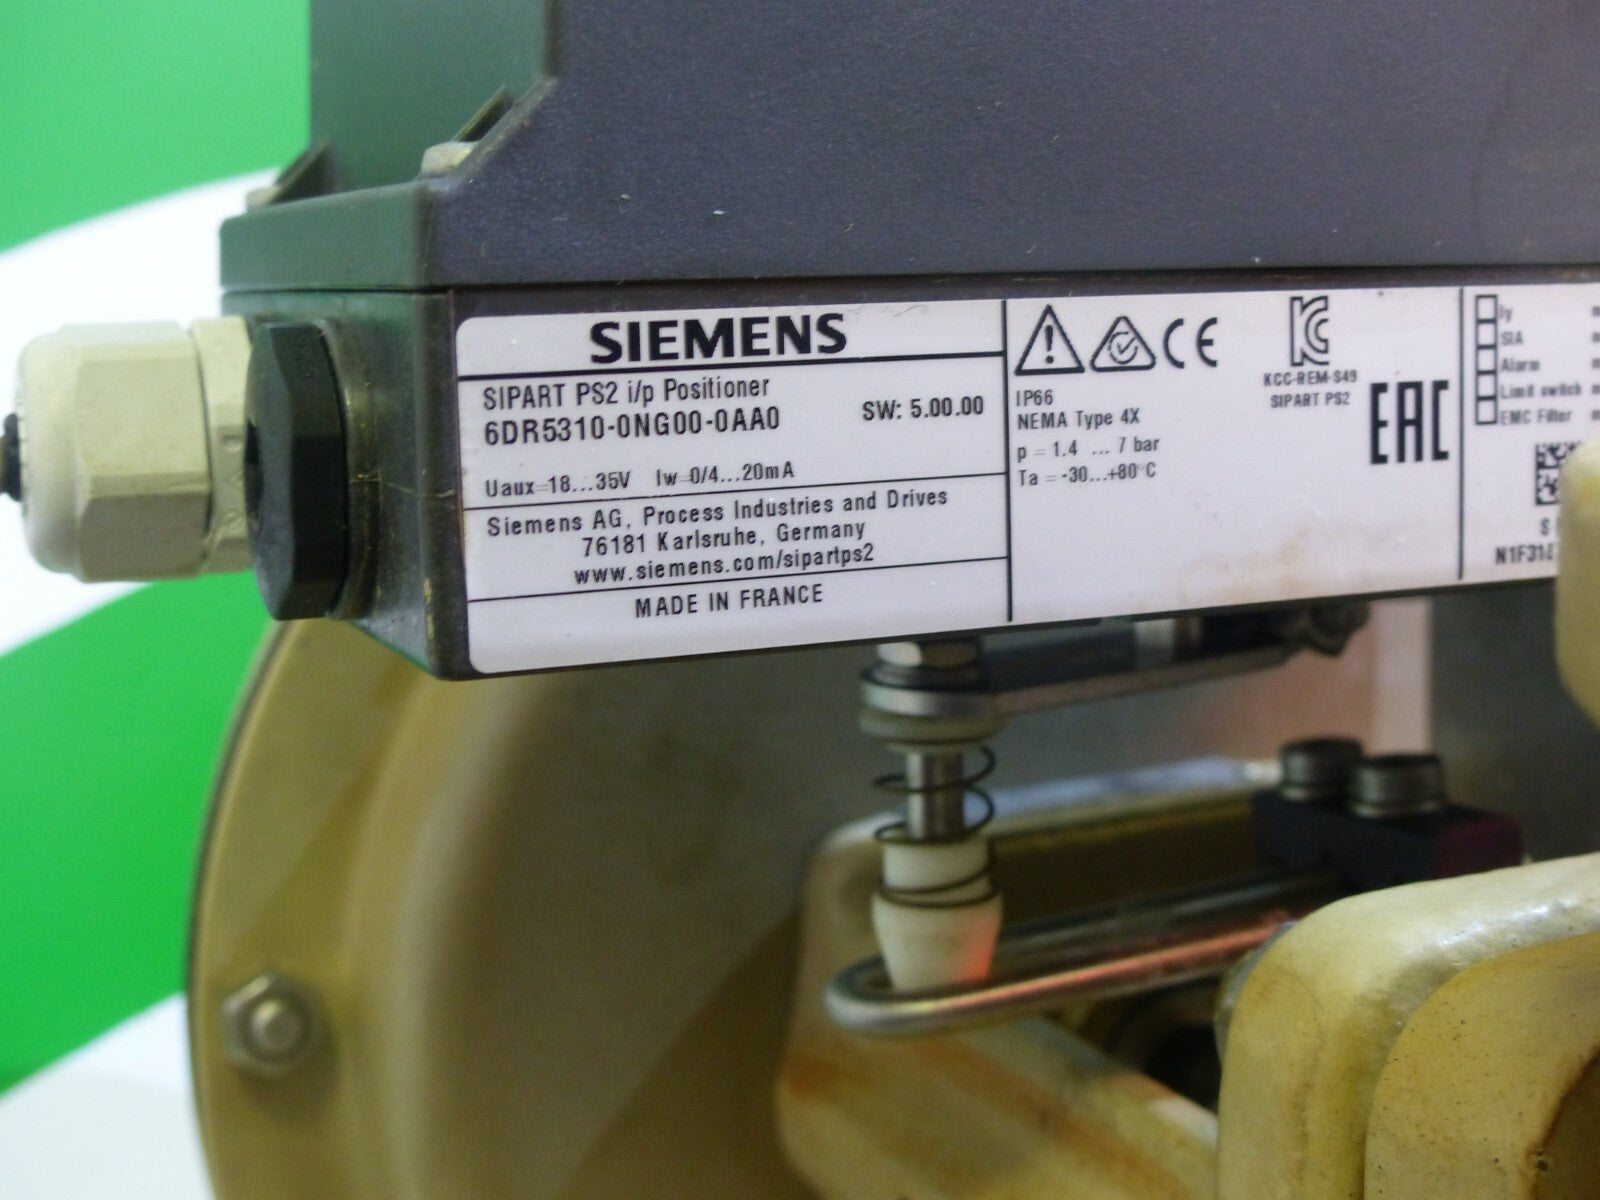 SIEMENS
SIPART PS2 i/p Positioner
6DR5310-0NG00-0AA0 SW: 5.00.00
Uaux=18...35V Iw=0/4...20mA
Siemens AG, Process Industries and Drives
76181 Karlsruhe, Germany
www.siemens.com/sipartps2
MADE IN FRANCE
CE
KCC-REM-S49
SIPART PS2
EAC
IP66
NEMA Type 4X
p = 1.4 ... 7 bar
Ta = -30...+80°C
Iy
SIA
Alarm
Limit switch
EMC Filter